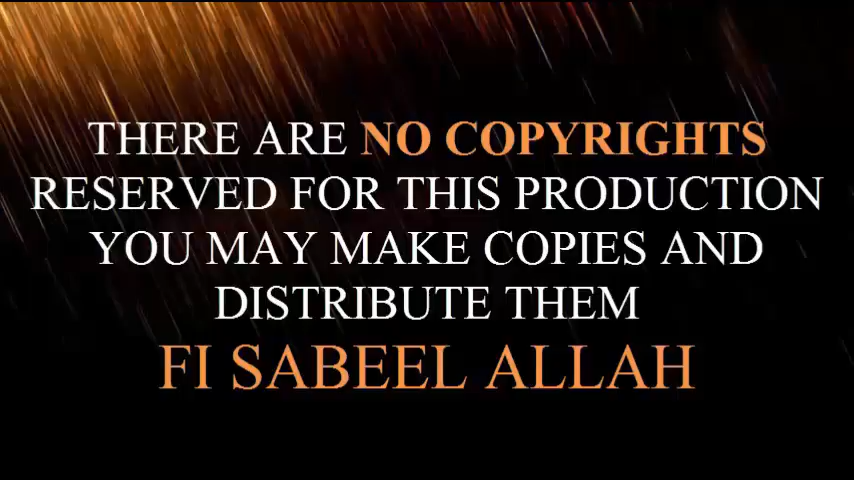 THERE ARE NO COPYRIGHTS
RESERVED FOR THIS PRODUCTION
YOU MAY MAKE COPIES AND
DISTRIBUTE THEM
FI SABEEL ALLAH